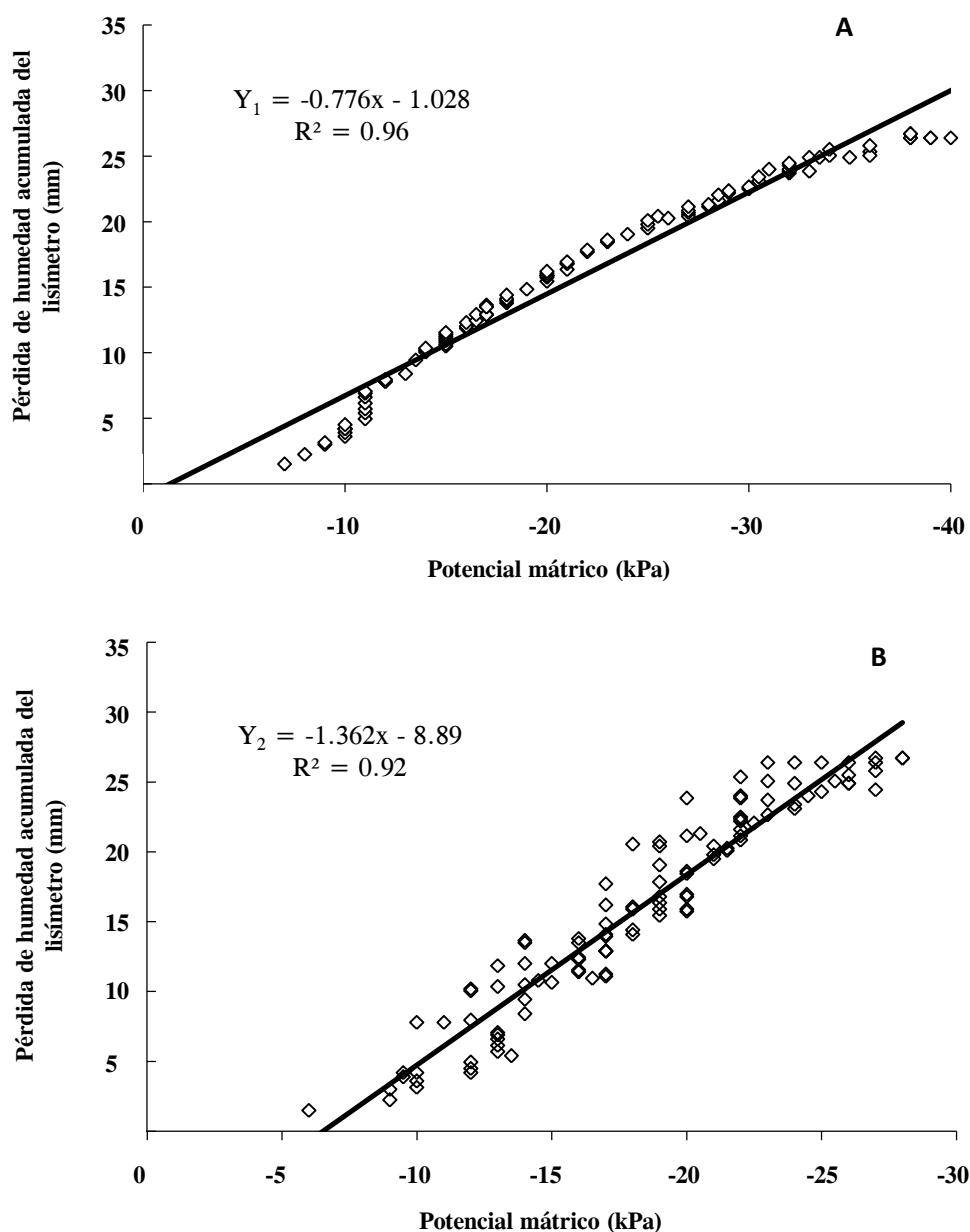 A
35
30
25
20
15
10
5
Pérdida de humedad acumulada del
lisímetro (mm)
Y₁ = -0.776x - 1.028
R² = 0.96
0 -10 -20 -30 -40
Potencial mátrico (kPa)
B
35
30
25
20
15
10
5
Pérdida de humedad acumulada del
lisímetro (mm)
Y₂ = -1.362x - 8.89
R² = 0.92
0 -5 -10 -15 -20 -25 -30
Potencial mátrico (kPa)